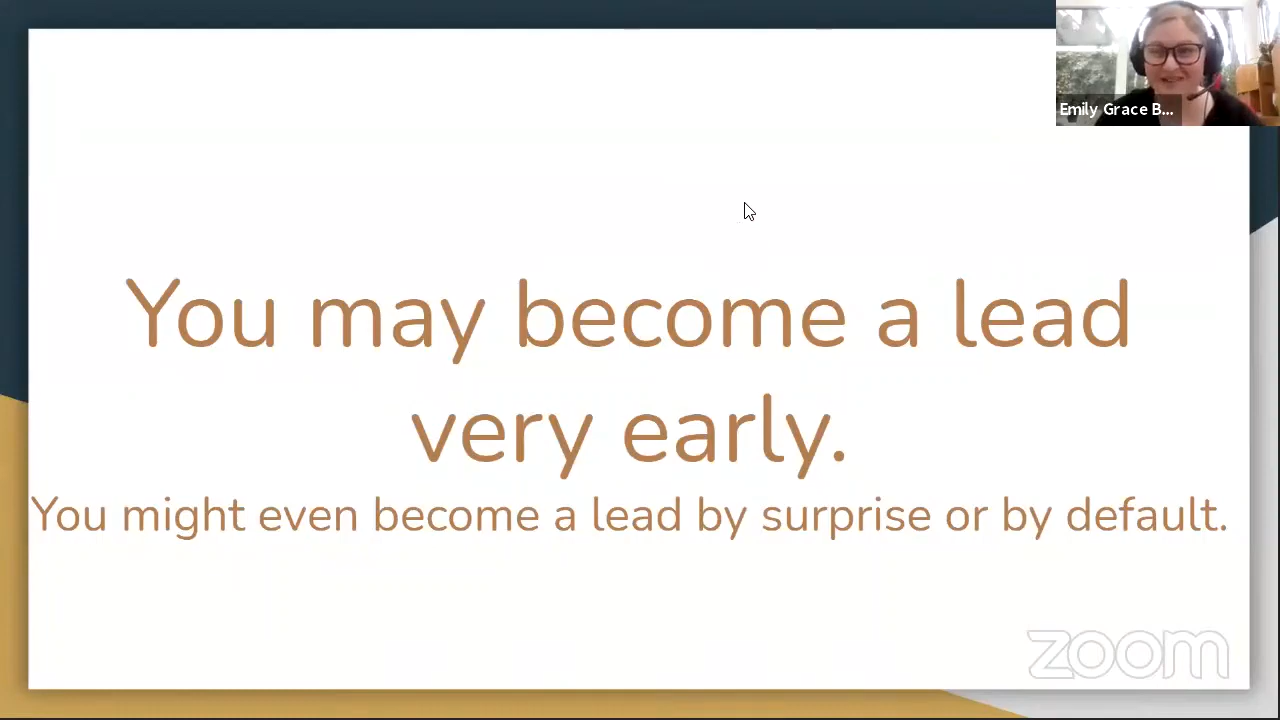 Emily Grace B...
You may become a lead
very early.
You might even become a lead by surprise or by default.
zoom